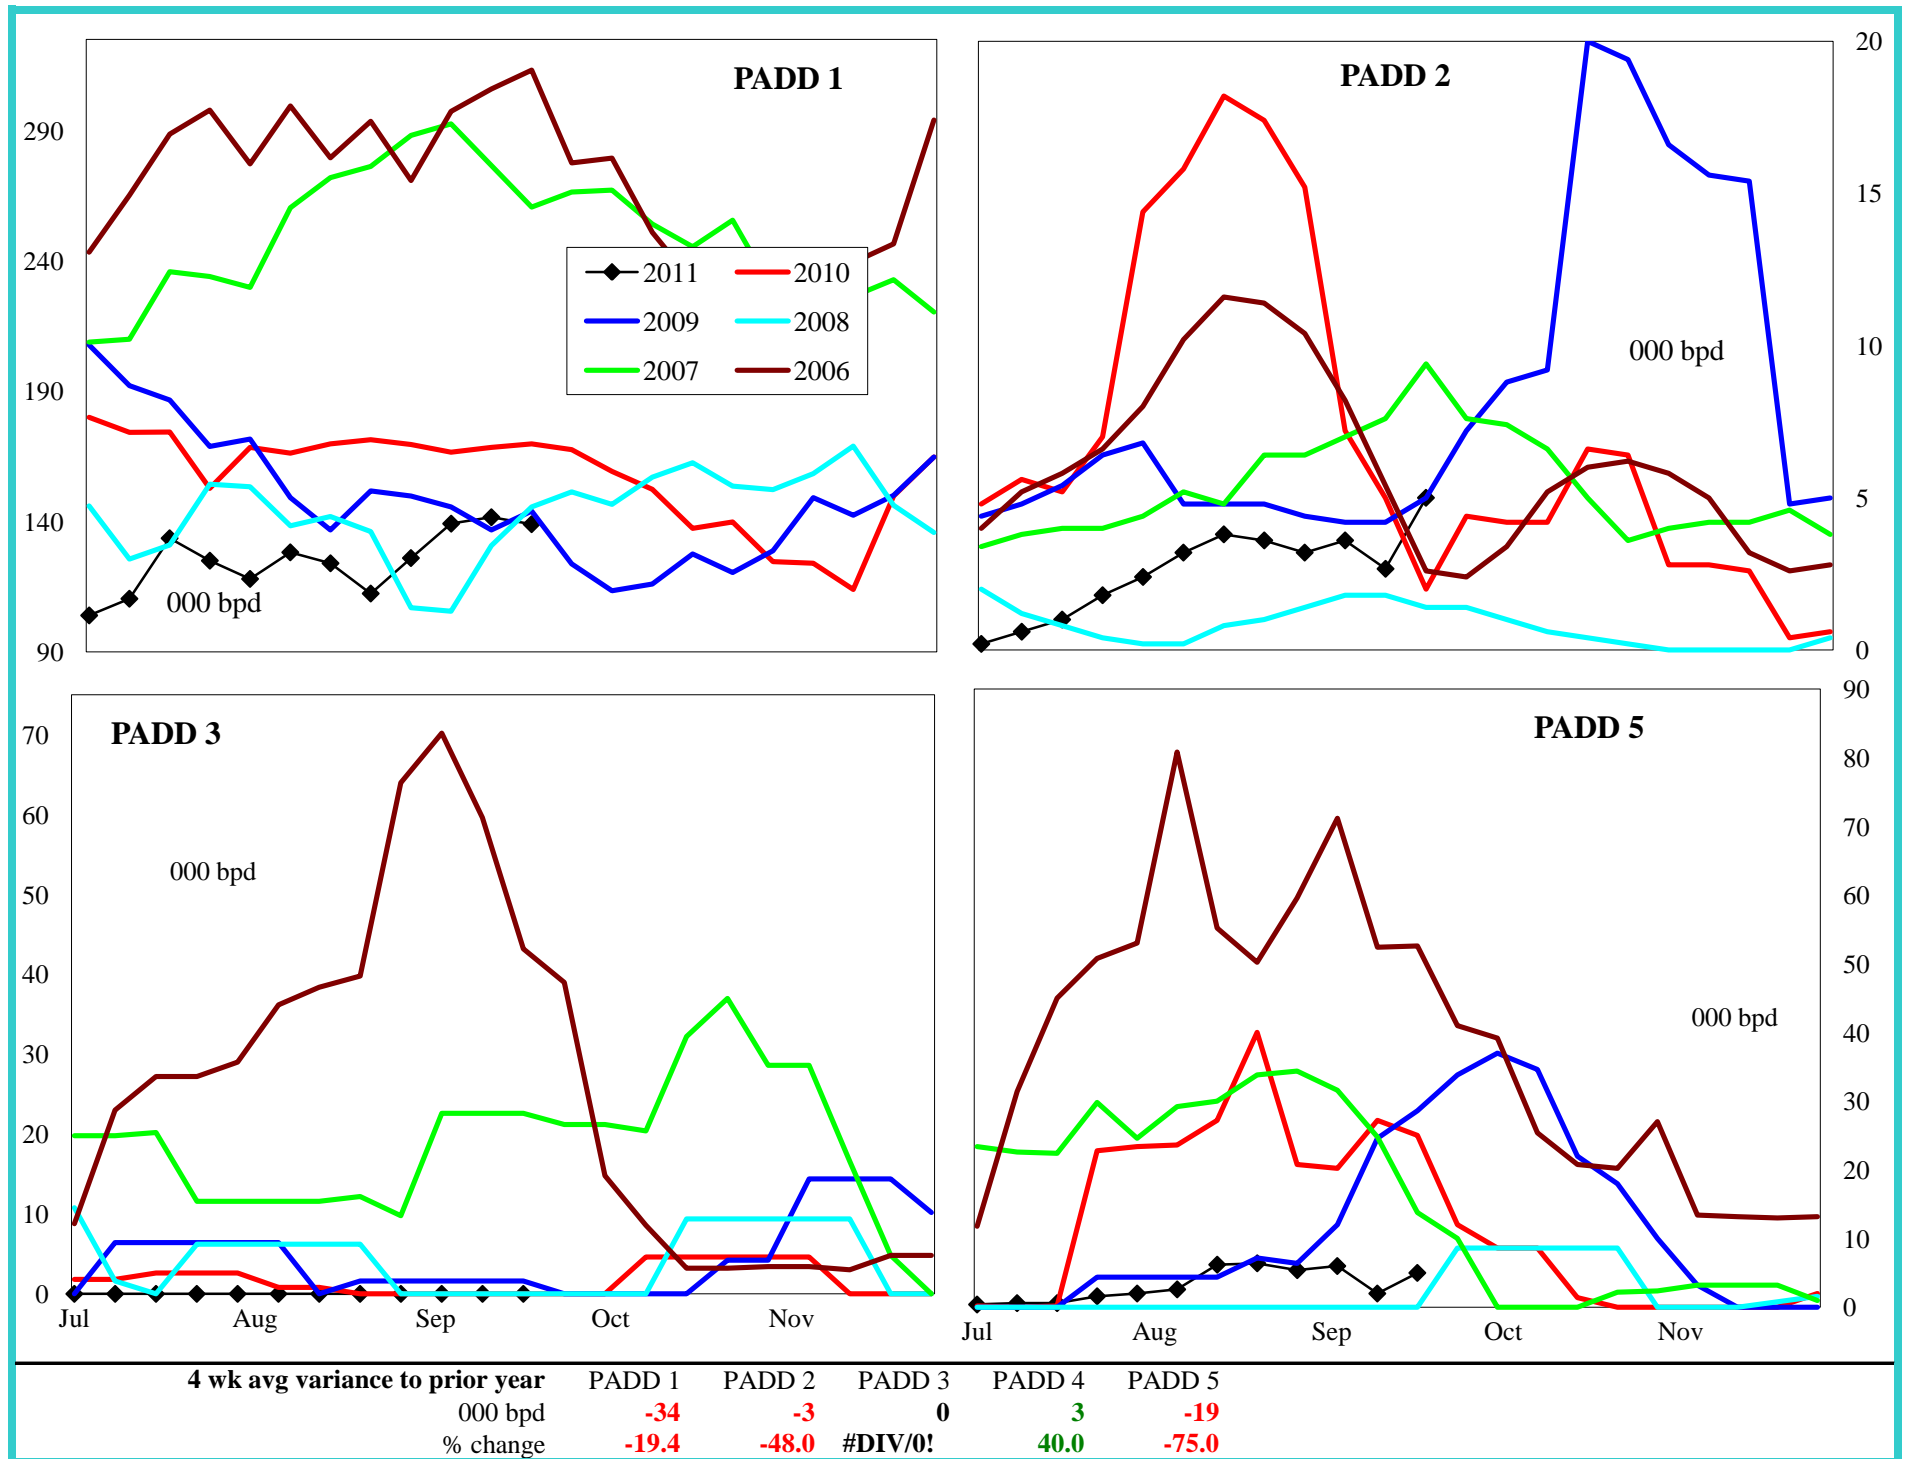 PADD 1
290
240
190
140
90
000 bpd
2011 2010
2009 2008
2007 2006
PADD 2
20
15
10
5
0
000 bpd
PADD 3
70
60
50
40
30
20
10
0
000 bpd
Jul Aug Sep Oct Nov
PADD 5
90
80
70
60
50
40
30
20
10
0
000 bpd
Jul Aug Sep Oct Nov
4 wk avg variance to prior year PADD 1 PADD 2 PADD 3 PADD 4 PADD 5
000 bpd -34 -3 0 3 -19
% change -19.4 -48.0 #DIV/0! 40.0 -75.0